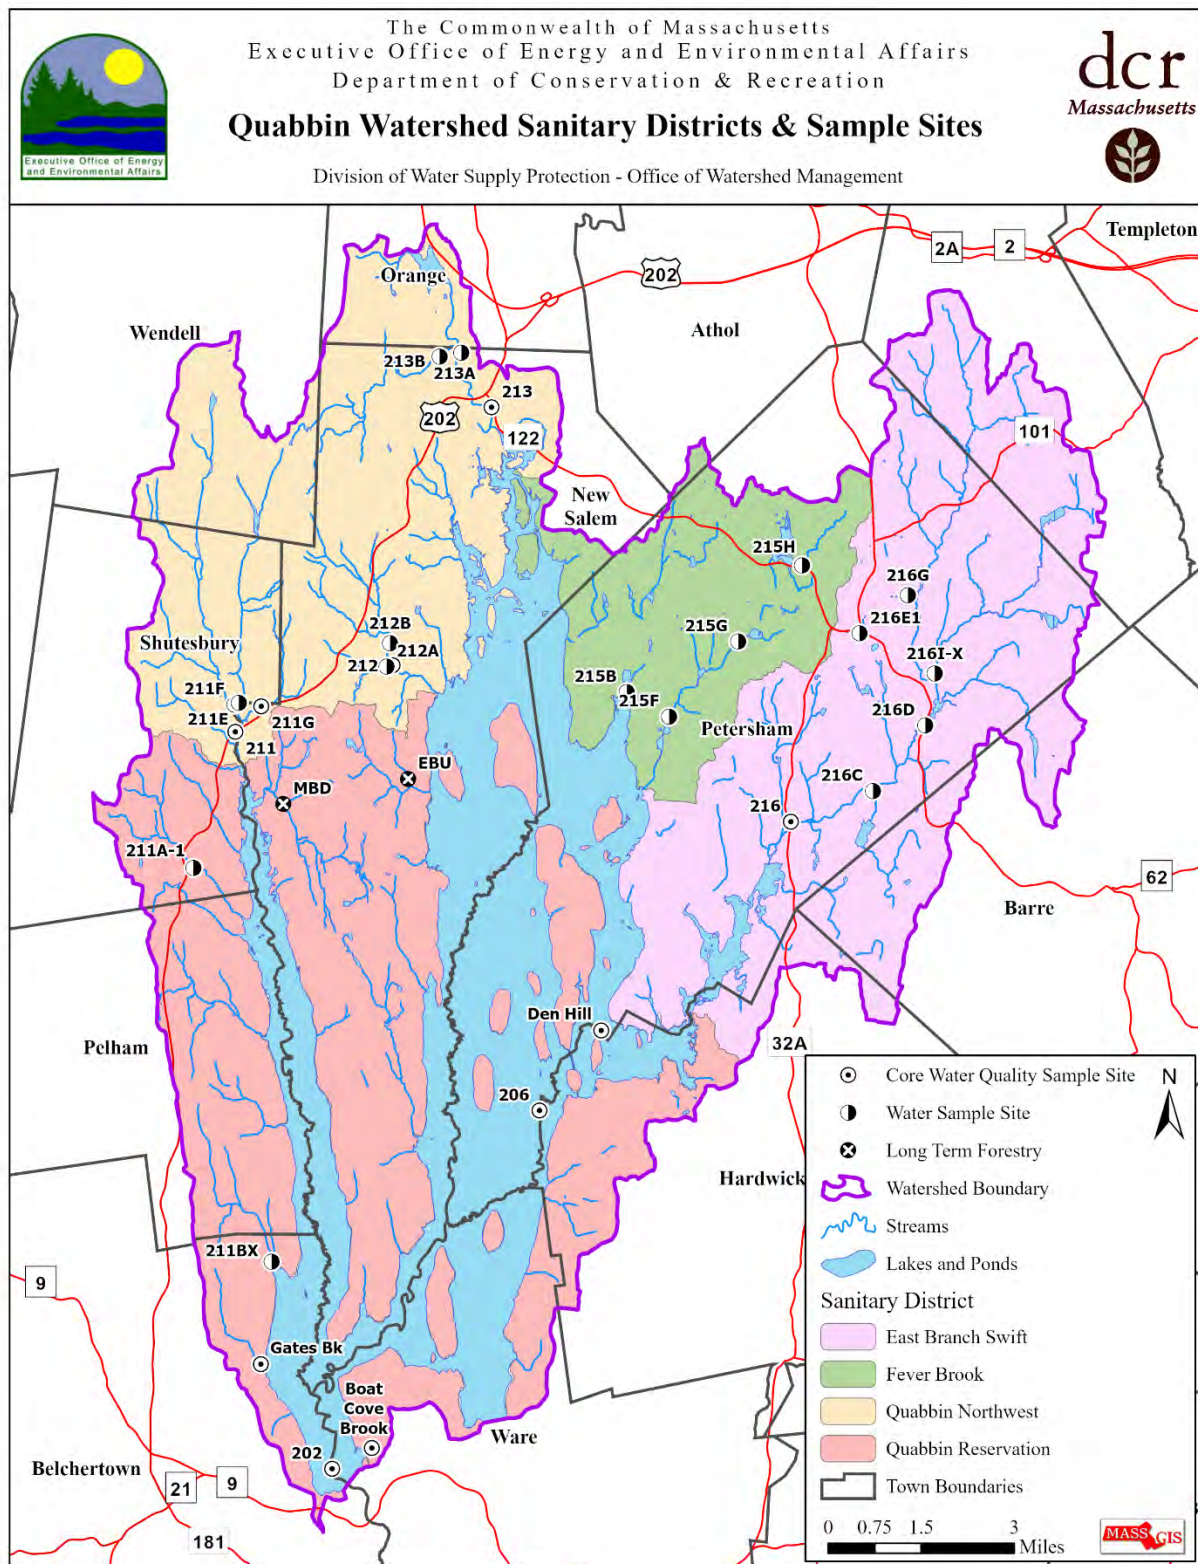 The Commonwealth of Massachusetts
Executive Office of Energy and Environmental Affairs
Department of Conservation & Recreation
Quabbin Watershed Sanitary Districts & Sample Sites
Division of Water Supply Protection - Office of Watershed Management
Executive Office of Energy
and Environmental Affairs
dcr
Massachusetts
Templeton
2A
2
202
Orange
Wendell
Athol
213B
213A
213
202
122
101
New
Salem
215H
216G
216E1
212B
212A
212
Shutesbury
215G
216I-X
211F
211E
211G
211
215B
215F
Petersham
216D
EBU
MBD
216C
216
211A-1
62
Barre
Den Hill
Pelham
32A
206
Hardwick
211BX
9
Gates Bk
Boat
Cove
Brook
202
Ware
Belchertown
21
9
181
Core Water Quality Sample Site
N
Water Sample Site
Long Term Forestry
Watershed Boundary
Streams
Lakes and Ponds
Sanitary District
East Branch Swift
Fever Brook
Quabbin Northwest
Quabbin Reservation
Town Boundaries
0 0.75 1.5 3
Miles
MASS GIS